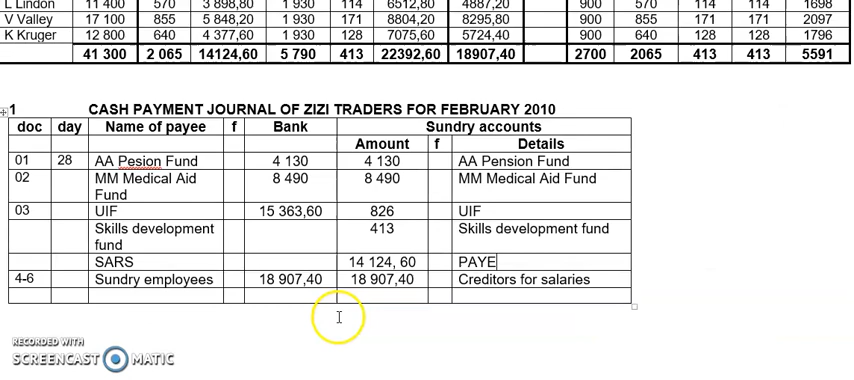 L Lindon 11 400 570 3 898,80 1 930 114 6512,80 4887,20 900 570 114 114 1698
V Valley 17 100 855 5 848,20 1 930 171 8804,20 8295,80 900 855 171 171 2097
K Kruger 12 800 640 4 377,60 1 930 128 7075,60 5724,40 900 640 128 128 1796
41 300 2 065 14124,60 5 790 413 22392,60 18907,40 2700 2065 413 413 5591
1 CASH PAYMENT JOURNAL OF ZIZI TRADERS FOR FEBRUARY 2010
doc day Name of payee f Bank Sundry accounts
Amount f Details
01 28 AA Pesion Fund 4 130 4 130 AA Pension Fund
02 MM Medical Aid 8 490 8 490 MM Medical Aid Fund
Fund
03 UIF 15 363,60 826 UIF
Skills development 413 Skills development fund
fund
SARS 14 124, 60 PAYE
4-6 Sundry employees 18 907,40 18 907,40 Creditors for salaries
RECORDED WITH
SCREENCAST MATIC